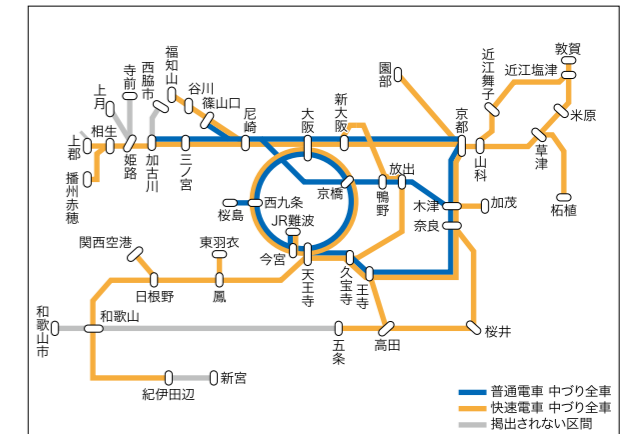 敦賀
近江塩津
近江舞子
園部
福知山
谷川
西脇市
寺前
上月
篠山口
尼崎
大阪
新大阪
京都
山科
米原
草津
柘植
上郡
相生
姫路
加古川
三ノ宮
播州赤穂
京橋
鴨野
放出
木津
加茂
奈良
桜島
西九条
JR難波
今宮
天王寺
久宝寺
王寺
関西空港
東羽衣
日根野
鳳
和歌山市
和歌山
五条
高田
桜井
紀伊田辺
新宮
普通電車 中づり全車
快速電車 中づり全車
掲出されない区間